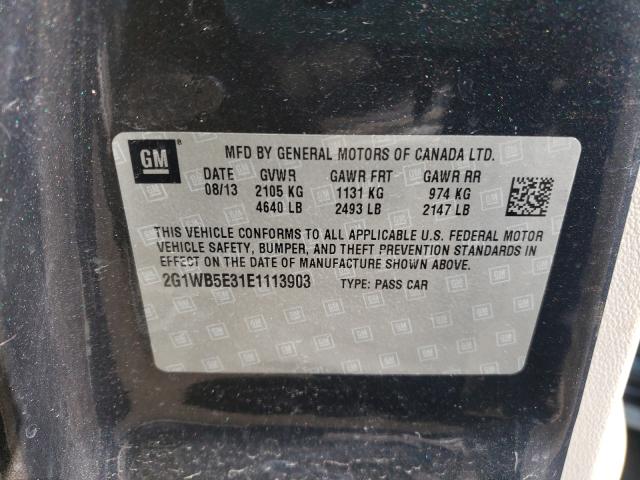 GM
MFD BY GENERAL MOTORS OF CANADA LTD.
DATE GVWR GAWR FRT GAWR RR
08/13 2105 KG 1131 KG 974 KG
4640 LB 2493 LB 2147 LB
THIS VEHICLE CONFORMS TO ALL APPLICABLE U.S. FEDERAL MOTOR
VEHICLE SAFETY, BUMPER, AND THEFT PREVENTION STANDARDS IN
EFFECT ON THE DATE OF MANUFACTURE SHOWN ABOVE.
2G1WB5E31E1113903 TYPE: PASS CAR